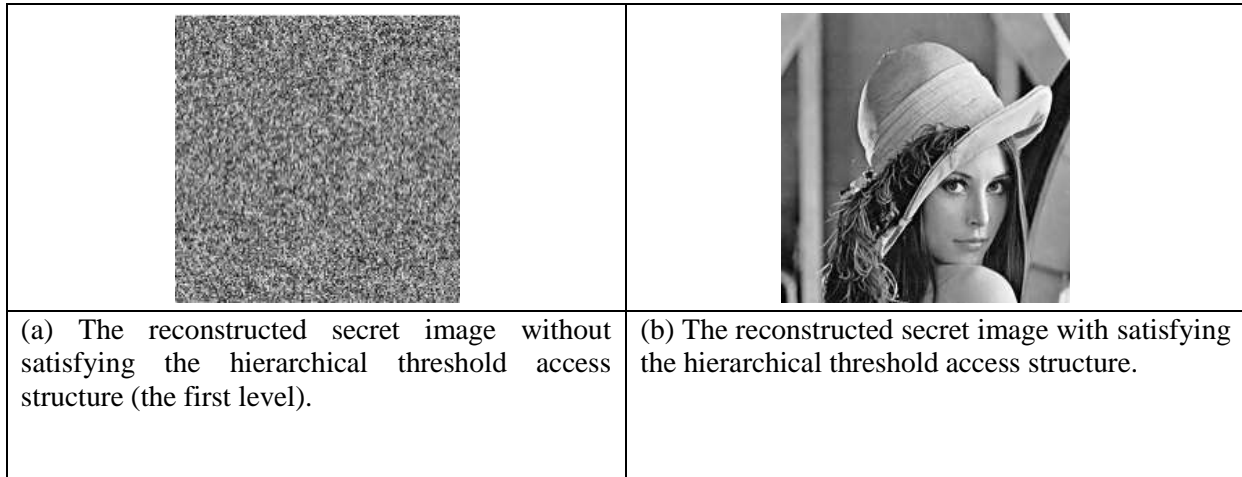 (a) The reconstructed secret image without
satisfying the hierarchical threshold access
structure (the first level).
(b) The reconstructed secret image with satisfying
the hierarchical threshold access structure.